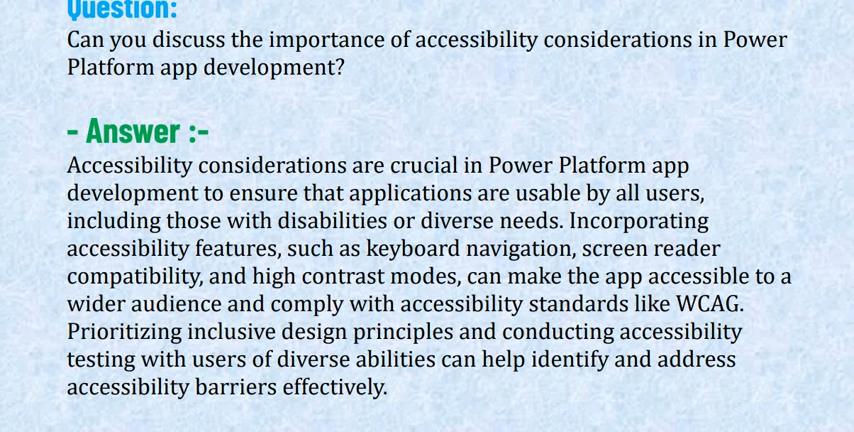 Question:
Can you discuss the importance of accessibility considerations in Power
Platform app development?
- Answer :-
Accessibility considerations are crucial in Power Platform app
development to ensure that applications are usable by all users,
including those with disabilities or diverse needs. Incorporating
accessibility features, such as keyboard navigation, screen reader
compatibility, and high contrast modes, can make the app accessible to a
wider audience and comply with accessibility standards like WCAG.
Prioritizing inclusive design principles and conducting accessibility
testing with users of diverse abilities can help identify and address
accessibility barriers effectively.